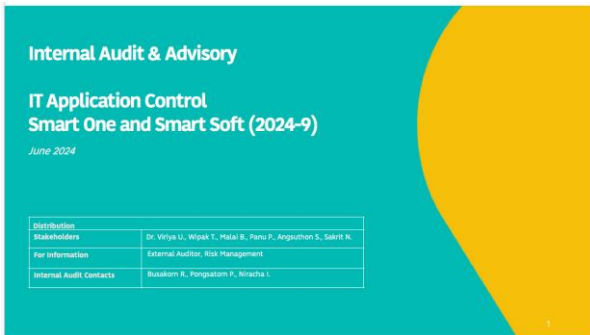 Internal Audit & Advisory
IT Application Control
Smart One and Smart Soft (2024-9)
June 2024
Distribution
Stakeholders Dr. Viriya U., Wipak T., Malai B., Panu P., Angsuthon S., Sakrit N.
For Information External Auditor, Risk Management
Internal Audit Contacts Busakorn R., Pongsatorn P., Niracha I.
1